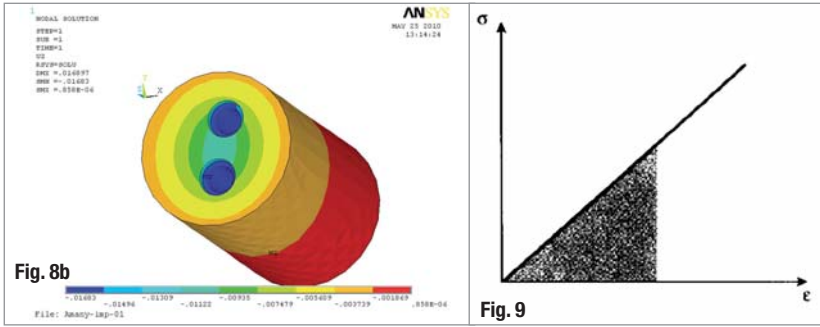 1
NODAL SOLUTION
STEP=1
SUB =1
TIME=1
UZ
RSYS=SOLU
DMX =.016897
SMN =-.01683
SMX =.858E-06
ANSYS
MAY 25 2010
13:14:24
X
Fig. 8b
-.01683 -.01309 -.00935 -.005609 -.001869
-.01496 -.01122 -.007479 -.003739 .858E-06
File: Amany-imp-01
σ
ε
Fig. 9